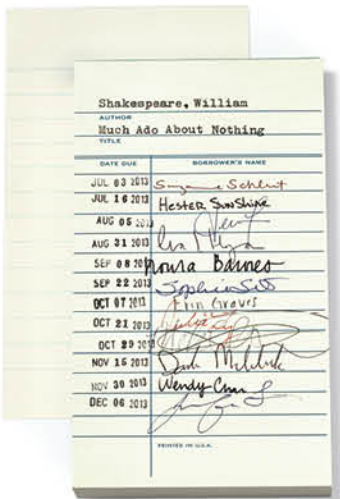 Shakespeare, William
AUTHOR
Much Ado About Nothing
TITLE
DATE DUE BORROWER'S NAME
JUL 03 2013 Suzanne Schlent
JUL 16 2013 Hester Sunshine
AUG 05 2013
AUG 31 2013
SEP 08 2013 Moura Barnes
SEP 22 2013
OCT 07 2013 Erin Graves
OCT 21 2013
OCT 29 2013
NOV 16 2013
NOV 30 2013 Wendy Chan
DEC 06 2013
PRINTED IN U.S.A.